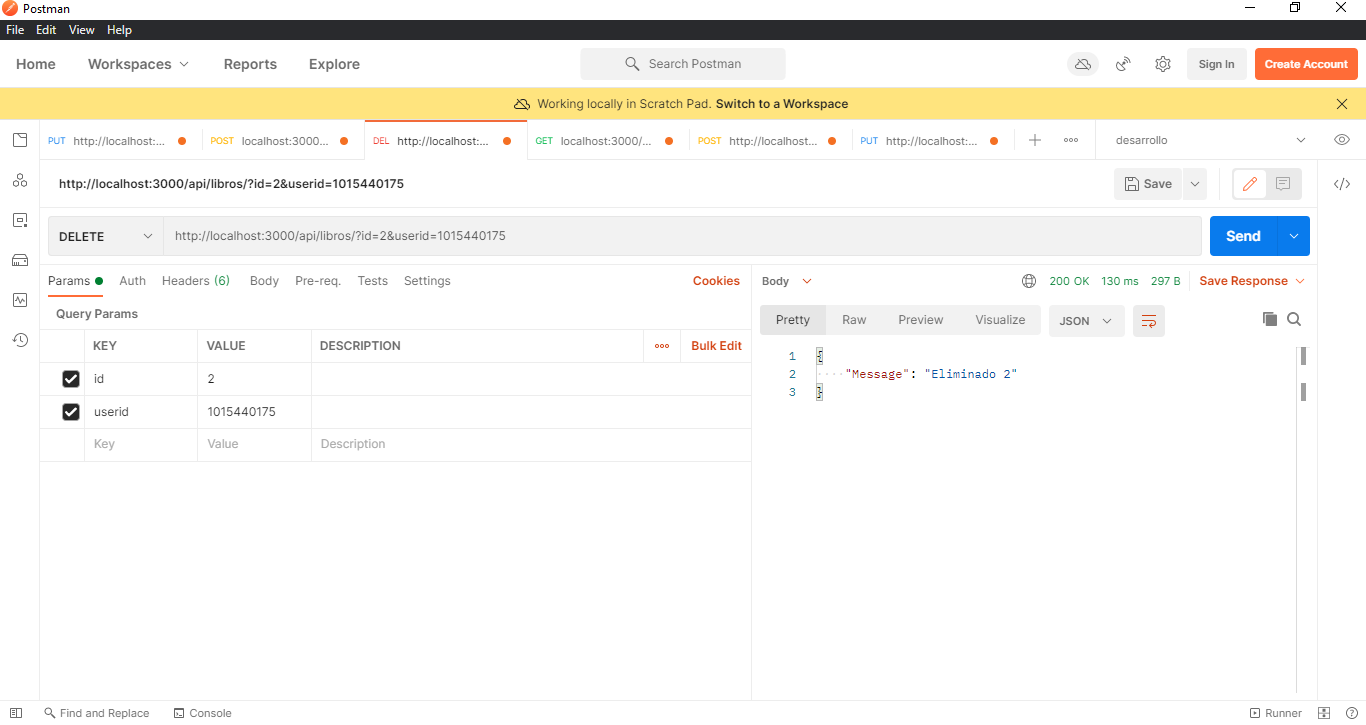 Postman
File Edit View Help
Home Workspaces Reports Explore Search Postman Sign In Create Account
Working locally in Scratch Pad. Switch to a Workspace
PUT http://localhost:... POST localhost:3000... DEL http://localhost:... GET localhost:3000/... POST http://localhost:... PUT http://localhost:... desarrollo
http://localhost:3000/api/libros/?id=2&userid=1015440175 Save
DELETE http://localhost:3000/api/libros/?id=2&userid=1015440175 Send
Params Auth Headers (6) Body Pre-req. Tests Settings Cookies
Query Params
KEY VALUE DESCRIPTION Bulk Edit
id 2
userid 1015440175
Key Value Description
Body 200 OK 130 ms 297 B Save Response
Pretty Raw Preview Visualize JSON
1 {
2 "Message": "Eliminado 2"
3 }
Find and Replace Console Runner